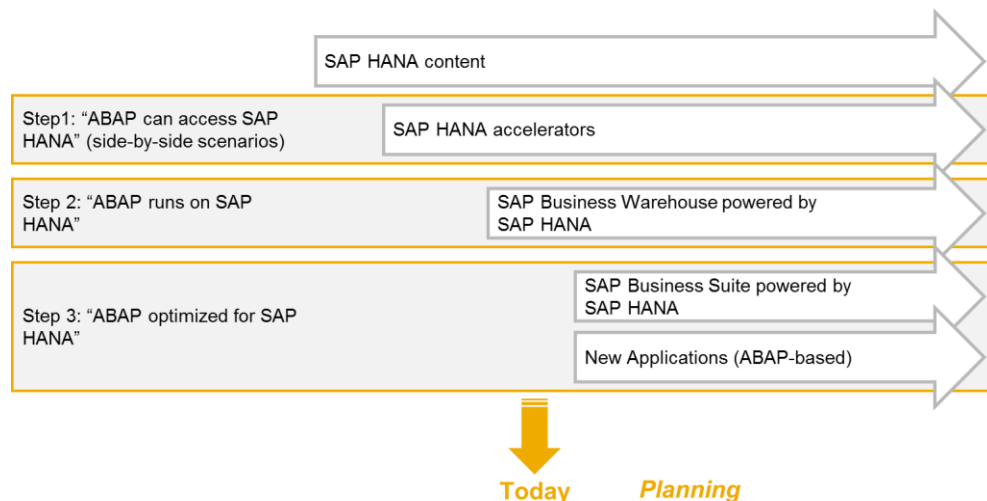 SAP HANA content
Step1: “ABAP can access SAP
HANA” (side-by-side scenarios)
SAP HANA accelerators
Step 2: “ABAP runs on SAP
HANA”
SAP Business Warehouse powered by
SAP HANA
Step 3: “ABAP optimized for SAP
HANA”
SAP Business Suite powered by
SAP HANA
New Applications (ABAP-based)
Today
Planning